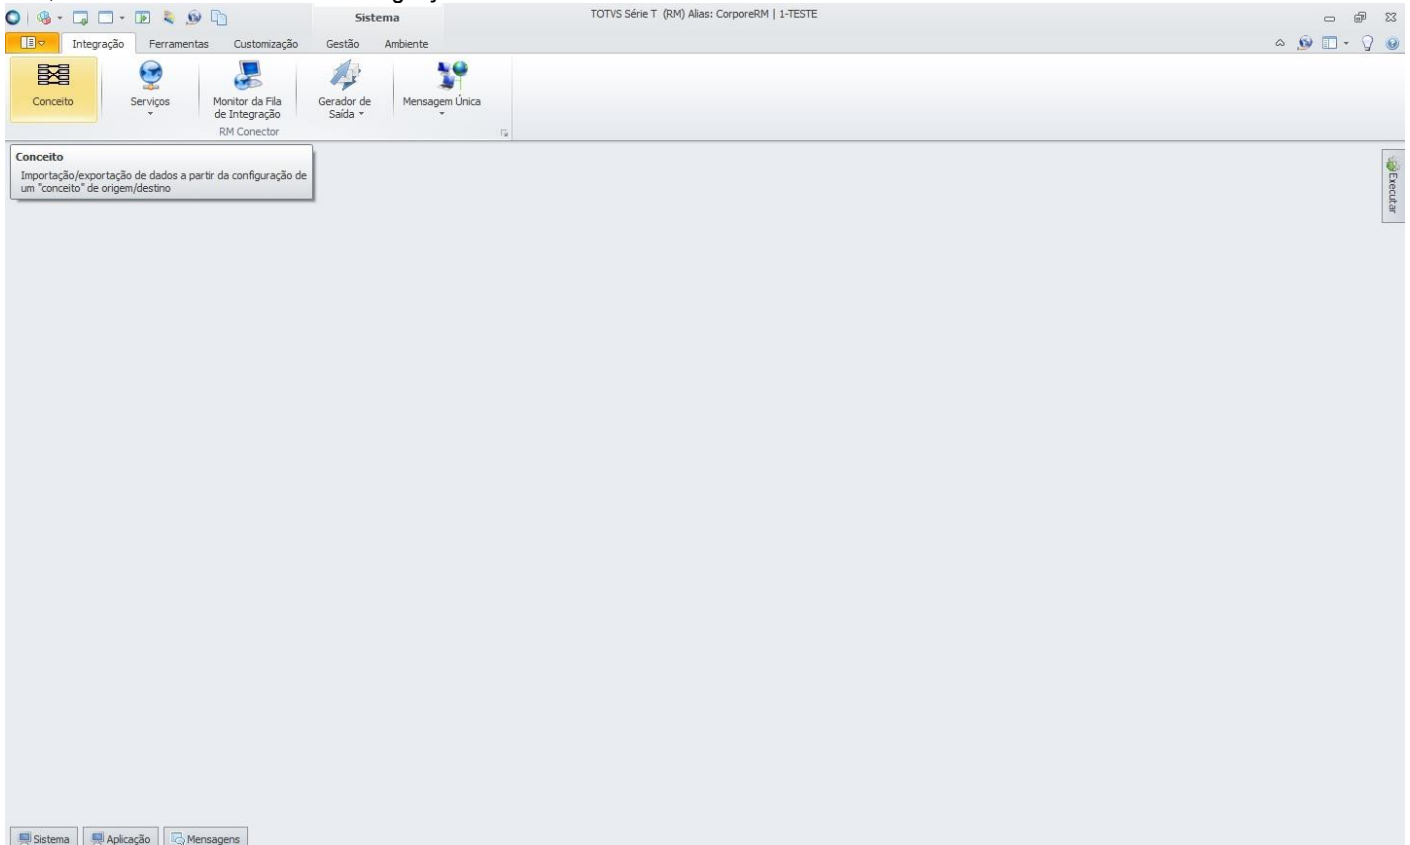 Sistema
TOTVS Série T (RM) Alias: CorporeRM | 1-TESTE
Integração Ferramentas Customização Gestão Ambiente
Conceito Serviços Monitor da Fila de Integração Gerador de Saída Mensagem Única
RM Conector
Conceito
Importação/exportação de dados a partir da configuração de
um "conceito" de origem/destino
Executar
Sistema Aplicação Mensagens